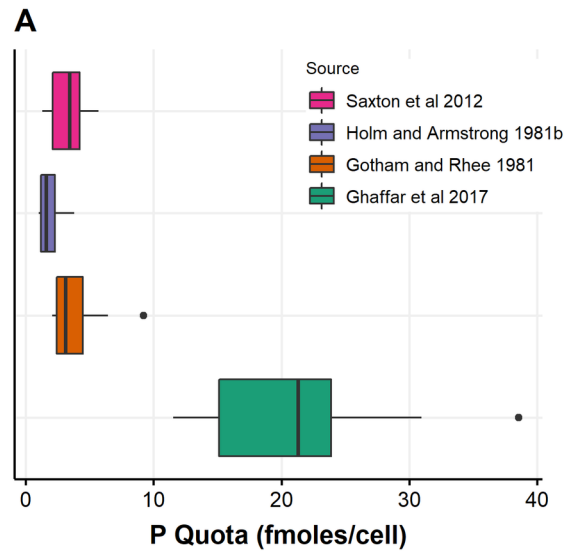 A
Source
Saxton et al 2012
Holm and Armstrong 1981b
Gotham and Rhee 1981
Ghaffar et al 2017
0 10 20 30 40
P Quota (fmoles/cell)